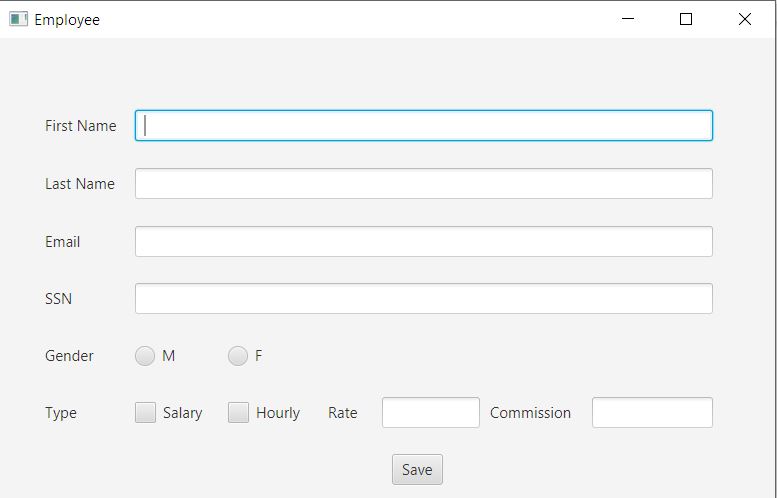 Employee
First Name
Last Name
Email
SSN
Gender M F
Type Salary Hourly Rate Commission
Save